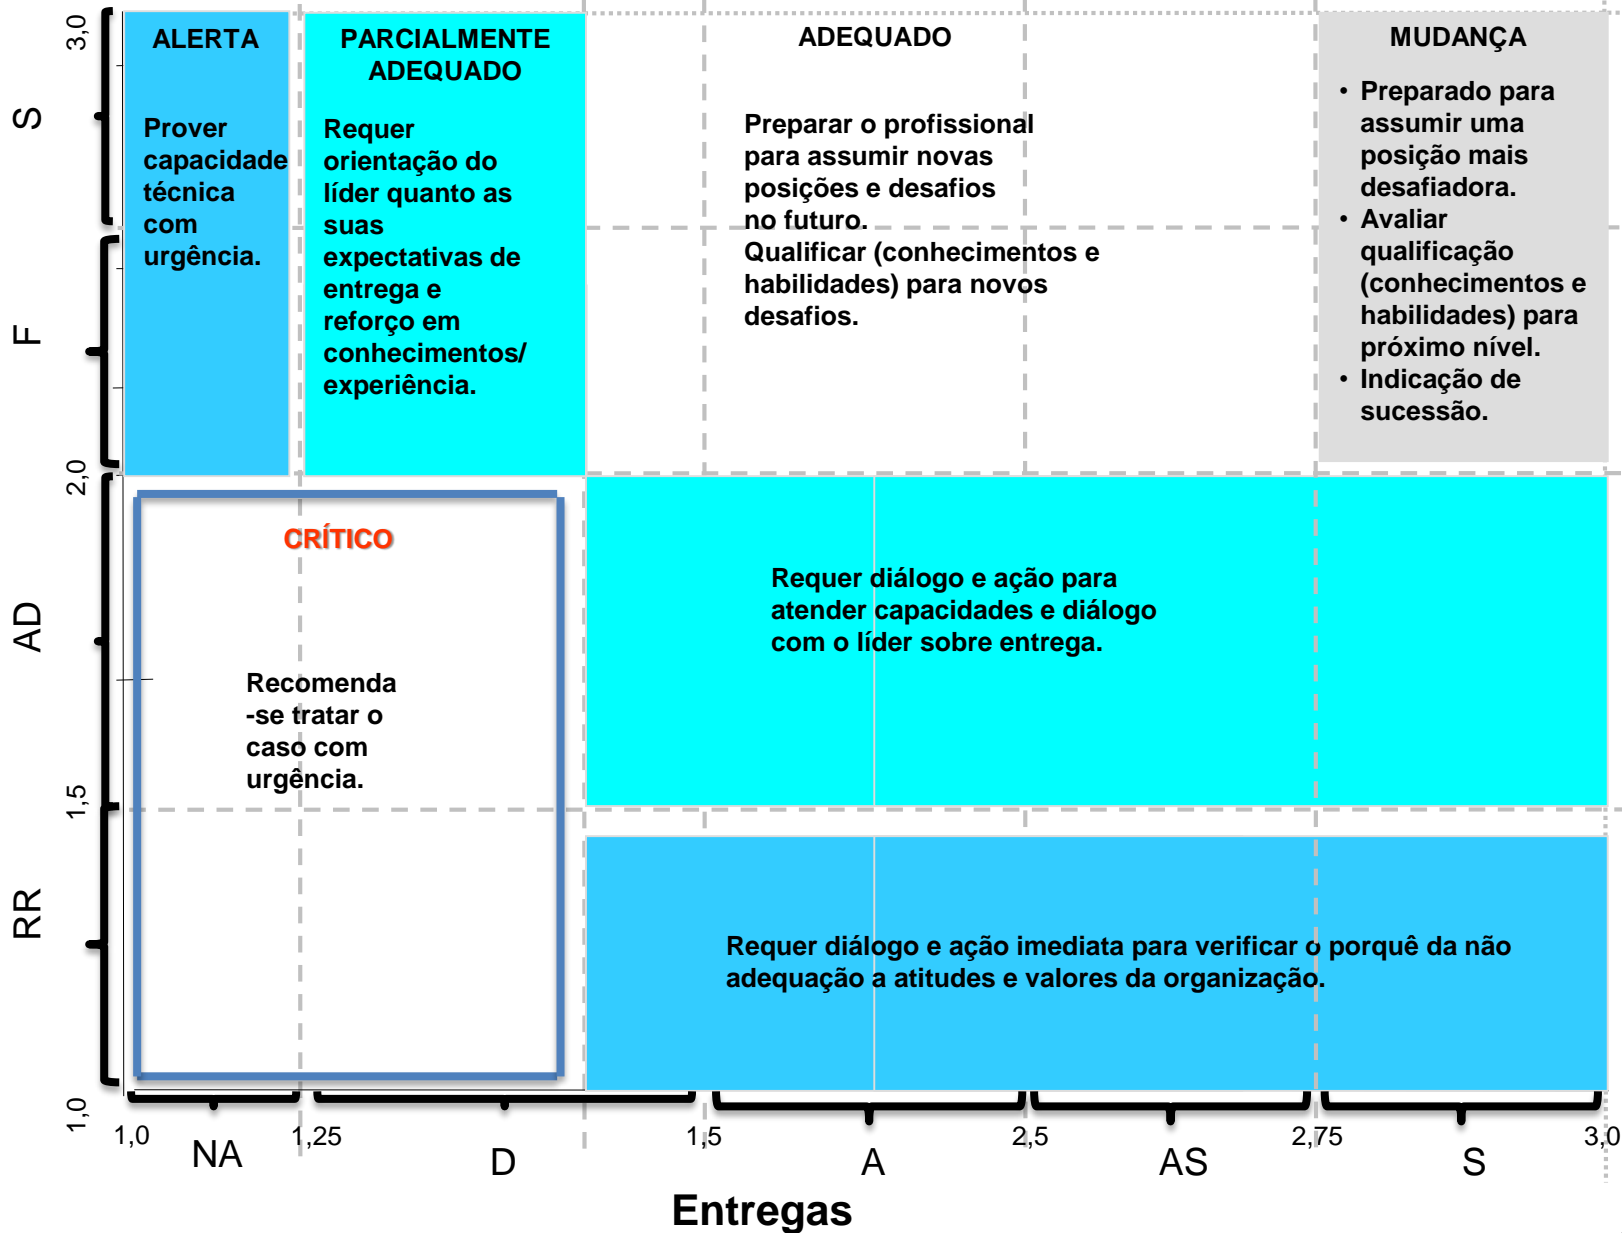 3,0
S
F
2,0
AD
1,5
RR
1,0
ALERTA
Prover
capacidade
técnica
com
urgência.
PARCIALMENTE
ADEQUADO
Requer
orientação do
líder quanto as
suas
expectativas de
entrega e
reforço em
conhecimentos/
experiência.
ADEQUADO
Preparar o profissional
para assumir novas
posições e desafios
no futuro.
Qualificar (conhecimentos e
habilidades) para novos
desafios.
MUDANÇA
• Preparado para
assumir uma
posição mais
desafiadora.
• Avaliar
qualificação
(conhecimentos e
habilidades) para
próximo nível.
• Indicação de
sucessão.
CRÍTICO
Recomenda
-se tratar o
caso com
urgência.
Requer diálogo e ação para
atender capacidades e diálogo
com o líder sobre entrega.
Requer diálogo e ação imediata para verificar o porquê da não
adequação a atitudes e valores da organização.
1,0 1,25 1,5 2,5 2,75 3,0
NA D A AS S
Entregas